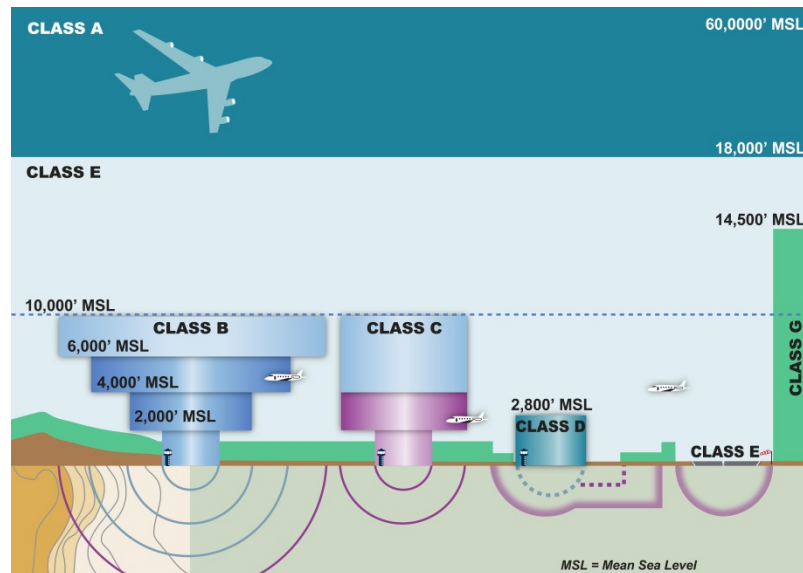 CLASS A
60,0000' MSL
18,000' MSL
CLASS E
14,500' MSL
10,000' MSL
CLASS B
CLASS C
6,000' MSL
4,000' MSL
2,000' MSL
2,800' MSL
CLASS D
CLASS G
CLASS E
MSL = Mean Sea Level